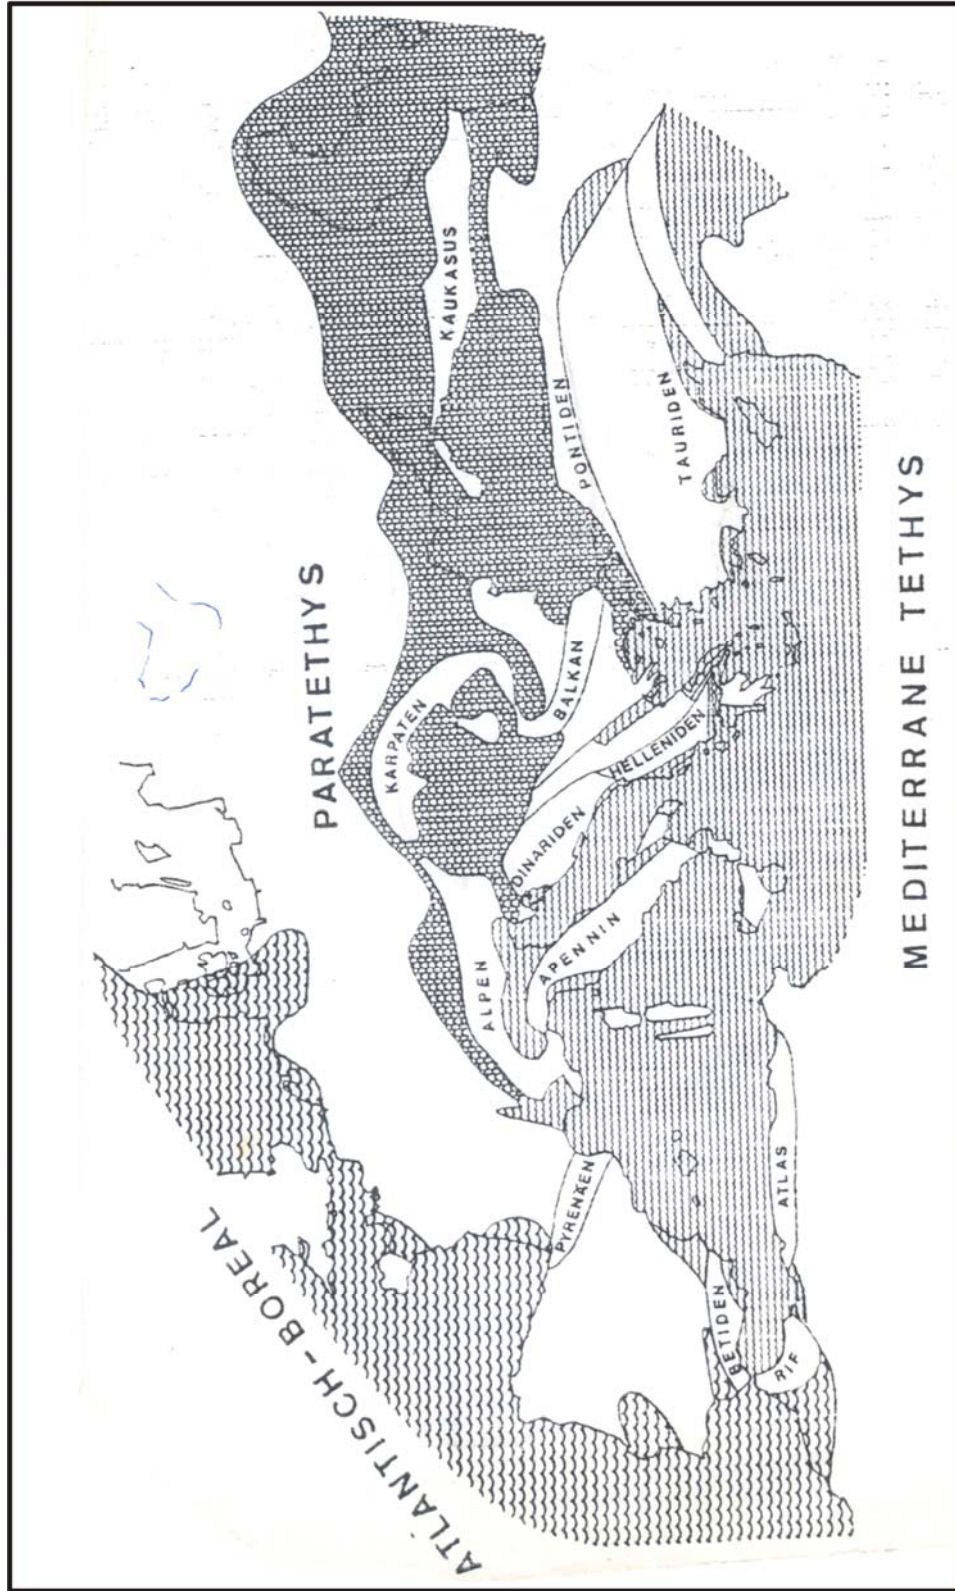 ATLANTISCH-BOREAL
PARATETHYS
MEDITERRANE TETHYS
KAUKASUS
PONTIDEN
TAURIDEN
KARPATEN
BALKAN
HELLENIDEN
DINARIDEN
ALPEN
APENNIN
PYRENÄEN
ATLAS
BETIDEN
RIF